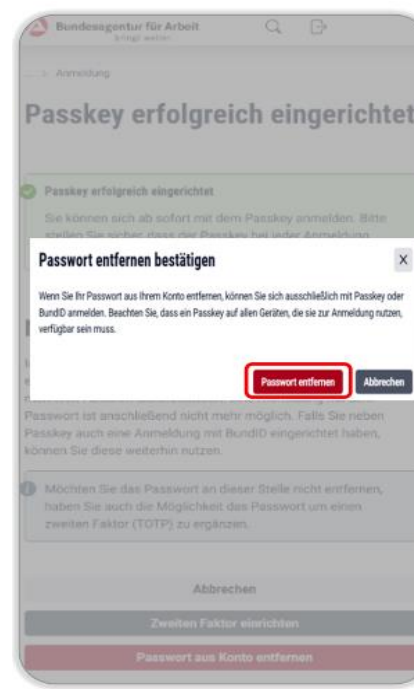 Bundesagentur für Arbeit
bringt weiter.
... > Anmeldung
Passkey erfolgreich eingerichtet
Passkey erfolgreich eingerichtet
Sie können sich ab sofort mit dem Passkey anmelden. Bitte
stellen Sie sicher, dass der Passkey bei jeder Anmeldung
Passwort entfernen bestätigen
X
Wenn Sie Ihr Passwort aus Ihrem Konto entfernen, können Sie sich ausschließlich mit Passkey oder
BundID anmelden. Beachten Sie, dass ein Passkey auf allen Geräten, die sie zur Anmeldung nutzen,
verfügbar sein muss.
Passwort entfernen
Abbrechen
Passwort ist anschließend nicht mehr möglich. Falls Sie neben
Passkey auch eine Anmeldung mit BundID eingerichtet haben,
können Sie diese weiterhin nutzen.
Möchten Sie das Passwort an dieser Stelle nicht entfernen,
haben Sie auch die Möglichkeit das Passwort um einen
zweiten Faktor (TOTP) zu ergänzen.
Abbrechen
Zweiten Faktor einrichten
Passwort aus Konto entfernen